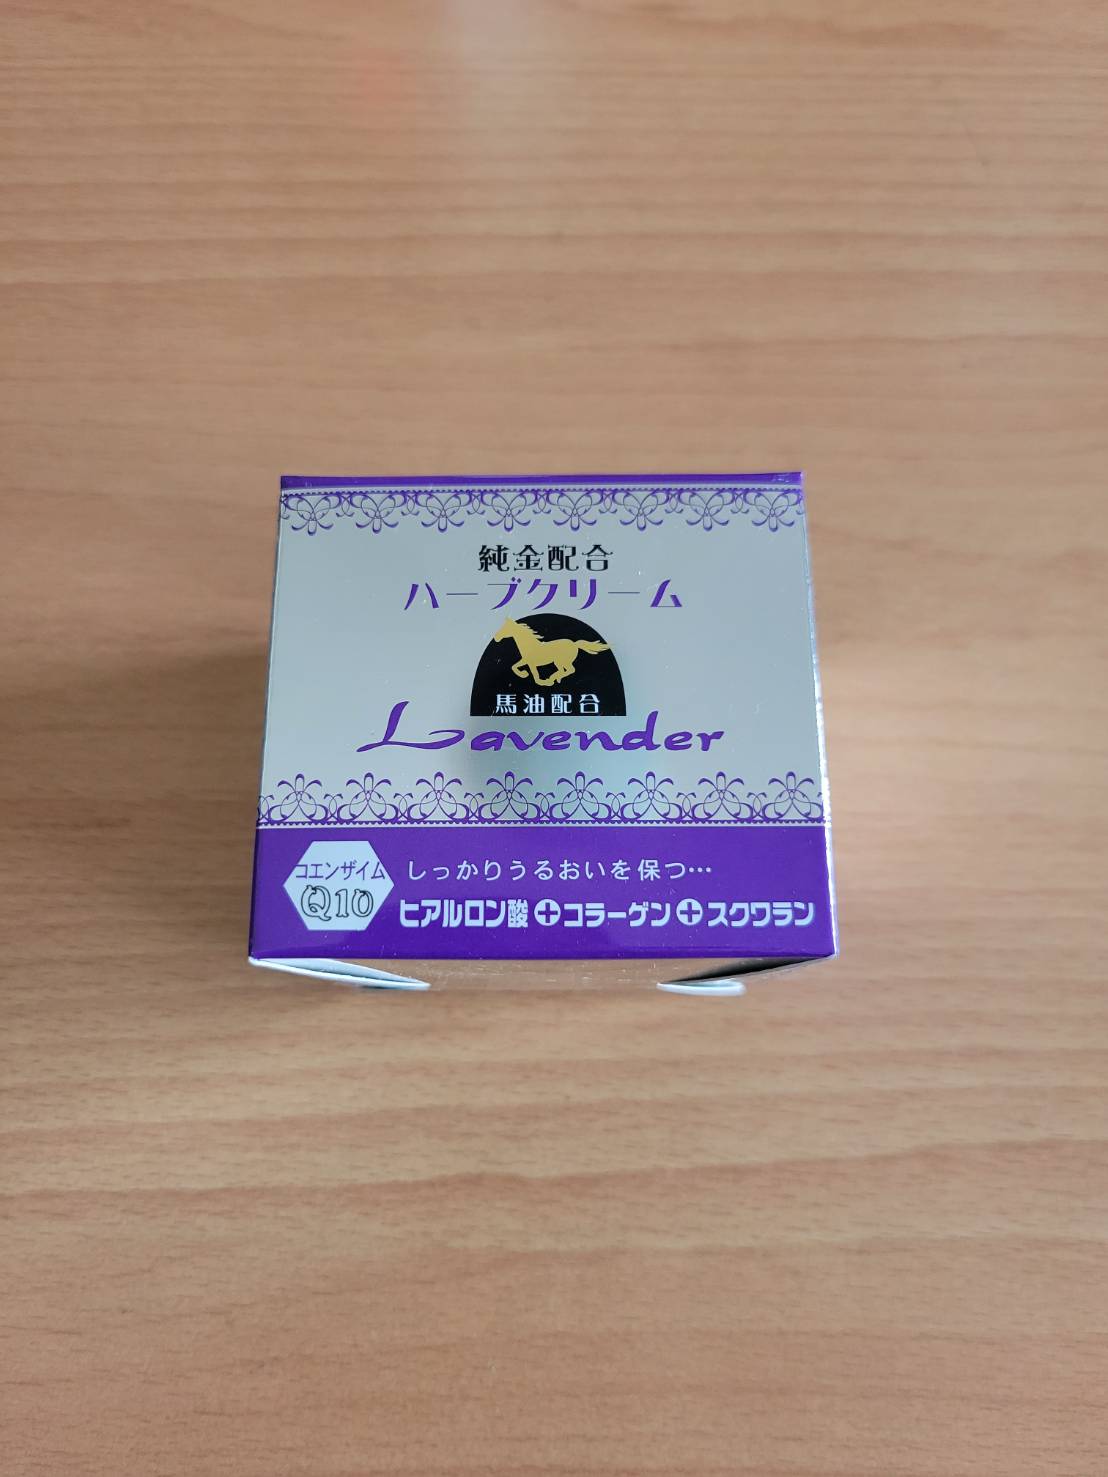 純金配合
ハーブクリーム
馬油配合
Lavender
コエンザイム
Q10
しっかりうるおいを保つ…
ヒアルロン酸+コラーゲン+スクワラン